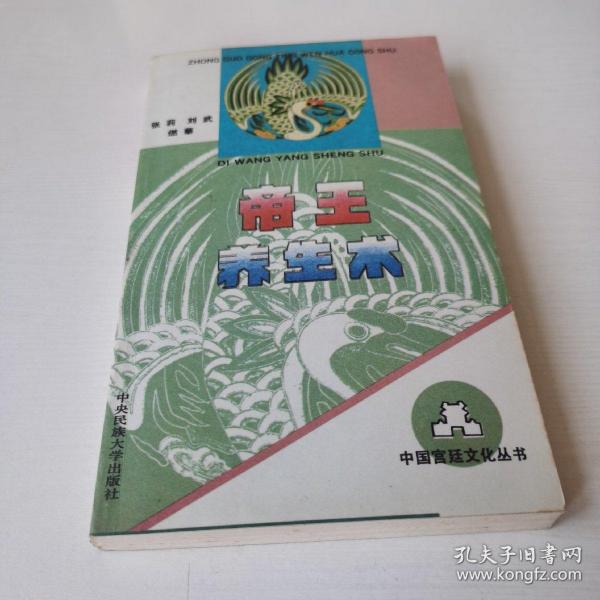 ZHONG GUO GONG TING WEN HUA CONG SHU
张莉 刘武
偲攀
DI WANG YANG SHENG SHU
帝王
养生术
中央民族大学出版社
中国宫廷文化丛书
孔夫子旧书网
www.kongfz.com